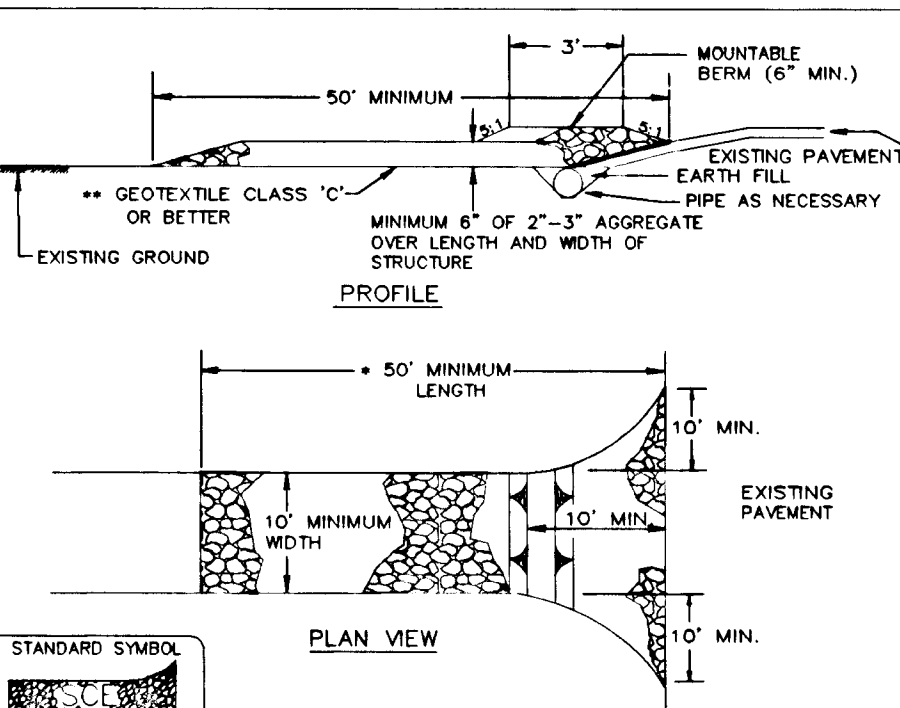 3'
MOUNTABLE
BERM (6" MIN.)
50' MINIMUM
5:1
5:1
EXISTING PAVEMENT
EARTH FILL
** GEOTEXTILE CLASS 'C'
OR BETTER
PIPE AS NECESSARY
MINIMUM 6" OF 2"-3" AGGREGATE
OVER LENGTH AND WIDTH OF
STRUCTURE
EXISTING GROUND
PROFILE
* 50' MINIMUM
LENGTH
10' MIN.
EXISTING
PAVEMENT
10' MINIMUM
WIDTH
10' MIN.
10' MIN.
PLAN VIEW
STANDARD SYMBOL
SCE